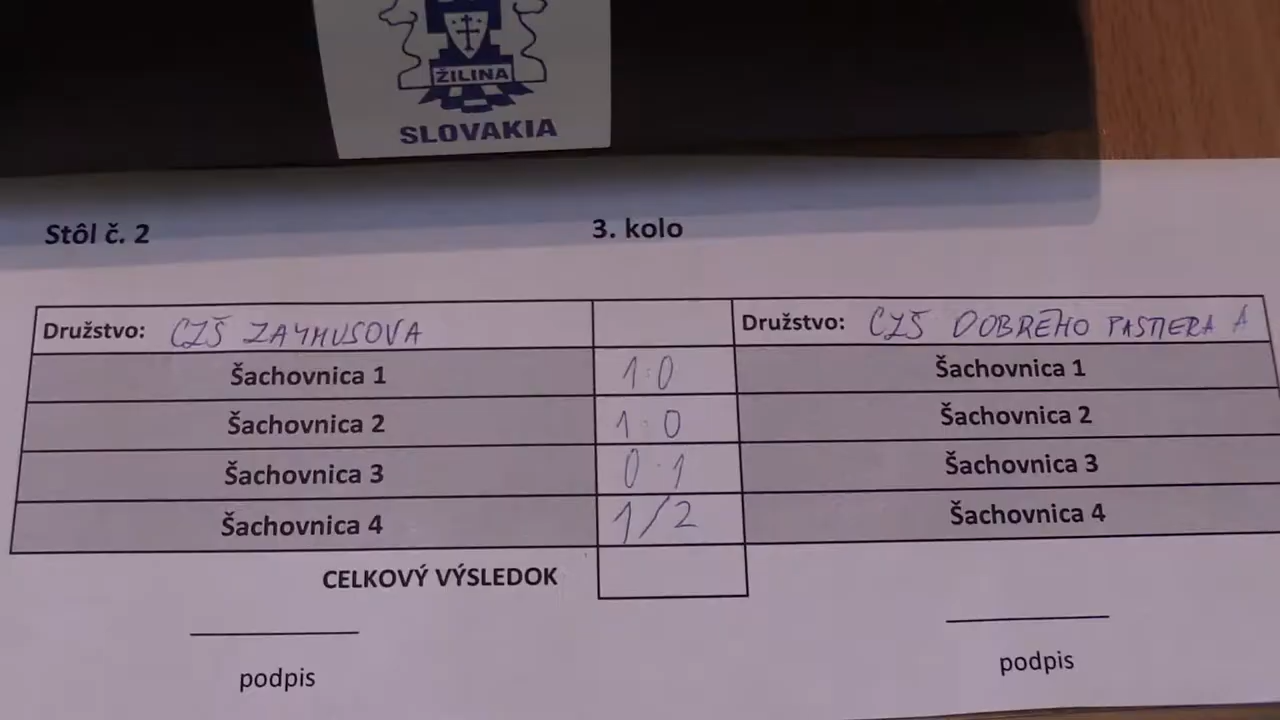 ŽILINA
SLOVAKIA
Stôl č. 2 3. kolo
Družstvo: CZŠ ZAYMUSOVA Družstvo: CZŠ DOBRÉHO PASTIERA A
Šachovnica 1 1:0 Šachovnica 1
Šachovnica 2 1:0 Šachovnica 2
Šachovnica 3 0:1 Šachovnica 3
Šachovnica 4 1/2 Šachovnica 4
CELKOVÝ VÝSLEDOK
podpis podpis